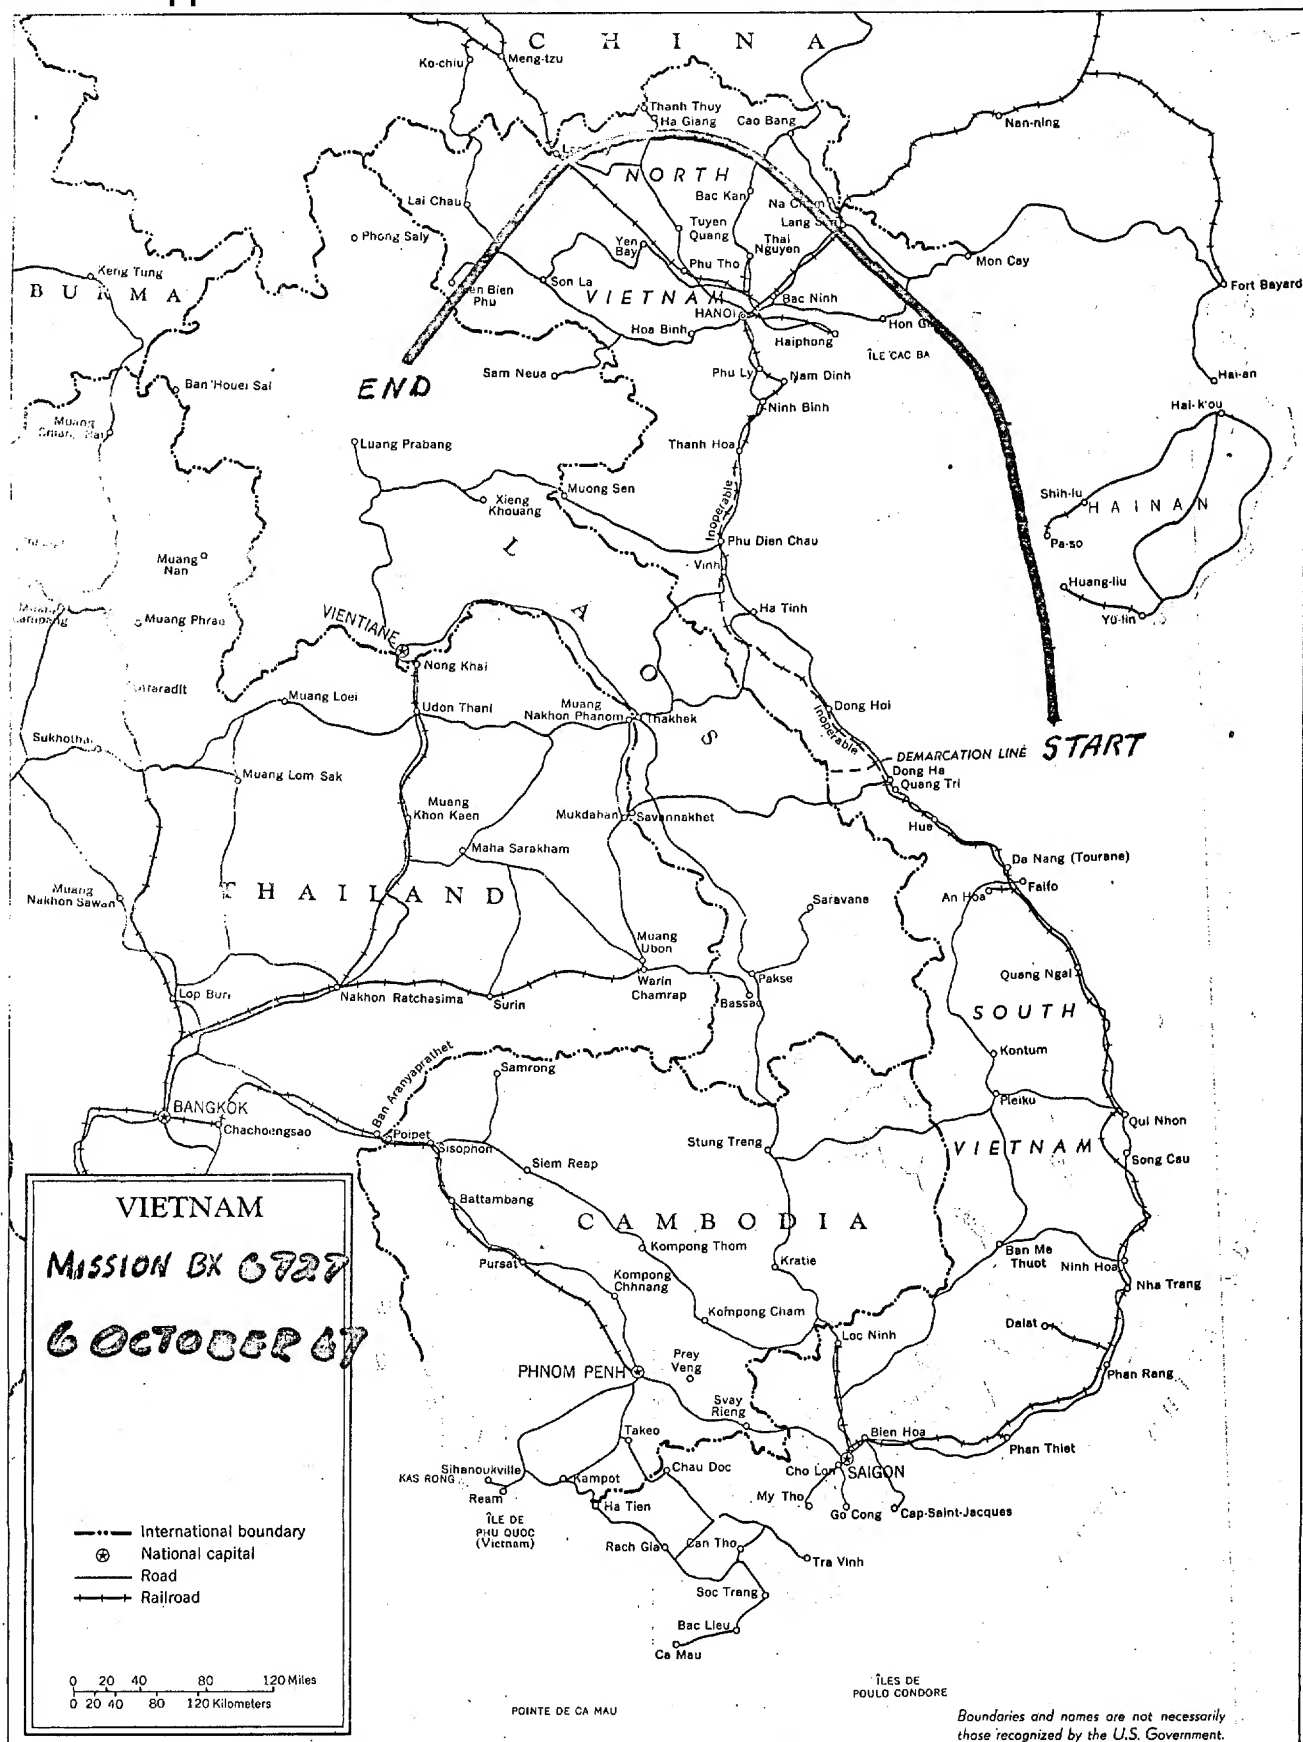 C H I N A
Ko-chiu
Meng-tzu
Thanh Thuy
Ha Giang
Cao Bang
Nan-ning
NORTH
Lai Chau
Bac Kan
Tuyen
Quang
Thai
Nguyen
Phong Saly
Yen
Bay
Mon Cay
Keng Tung
BURMA
Phu Tho
Son La
VIETNAM
Bac Ninh
Fort Bayard
Phu
HANOI
Hoa Binh
Haiphong
ÎLE CAC BA
Sam Neua
Phu Ly
Nam Dinh
END
Ninh Binh
Hai-an
Ban Houei Sai
Hai-k'ou
Muang
Luang Prabang
Thanh Hoa
Muong Sen
Xieng
Khouang
Inoperable
Shih-lu
HAINAN
Pa-so
Phu Dien Chau
Muang
Nan
Vinh
Huang-liu
Yü-lin
LAOS
Ha Tinh
Muang Phrae
VIENTIANE
Nong Khai
Muang Loei
Udon Thani
Muang
Nakhon Phanom
Thakhek
Dong Hoi
Inoperable
Sukhothai
DEMARCATION LINE
START
Dong Ha
Quang Tri
Muang Lom Sak
Muang
Khon Kaen
Mukdahan
Savannakhet
Hue
Maha Sarakham
Da Nang (Tourane)
Faifo
An Hoa
Muang
Nakhon Sawan
THAILAND
Saravane
Muang
Ubon
Warin
Chamrap
Pakse
Bassac
Quang Ngai
Lop Buri
Nakhon Ratchasima
Surin
SOUTH
Kontum
Ban Aranyaprathet
Samrong
Pleiku
BANGKOK
Chachoengsao
Poipet
Sisophon
Stung Treng
Qui Nhon
VIETNAM
Song Cau
Siem Reap
Battambang
CAMBODIA
Kompong Thom
Pursat
Kratie
Ban Me
Thuot
Ninh Hoa
Nha Trang
Kompong
Chhnang
Kompong Cham
Dalat
Loc Ninh
PHNOM PENH
Prey
Veng
Phan Rang
Svay
Rieng
Takeo
Bien Hoa
Phan Thiet
KAS RONG
Sihanoukville
Ream
Kampot
Chau Doc
Cho Lon
SAIGON
My Tho
Go Cong
Cap-Saint-Jacques
Ha Tien
ÎLE DE
PHU QUOC
(Vietnam)
Rach Gia
Can Tho
Tra Vinh
Soc Trang
Bac Lieu
Ca Mau
ÎLES DE
POULO CONDORE
POINTE DE CA MAU
VIETNAM
MISSION BX 6727
6 OCTOBER 67
International boundary
National capital
Road
Railroad
0 20 40 80 120 Miles
0 20 40 80 120 Kilometers
Boundaries and names are not necessarily
those recognized by the U.S. Government.